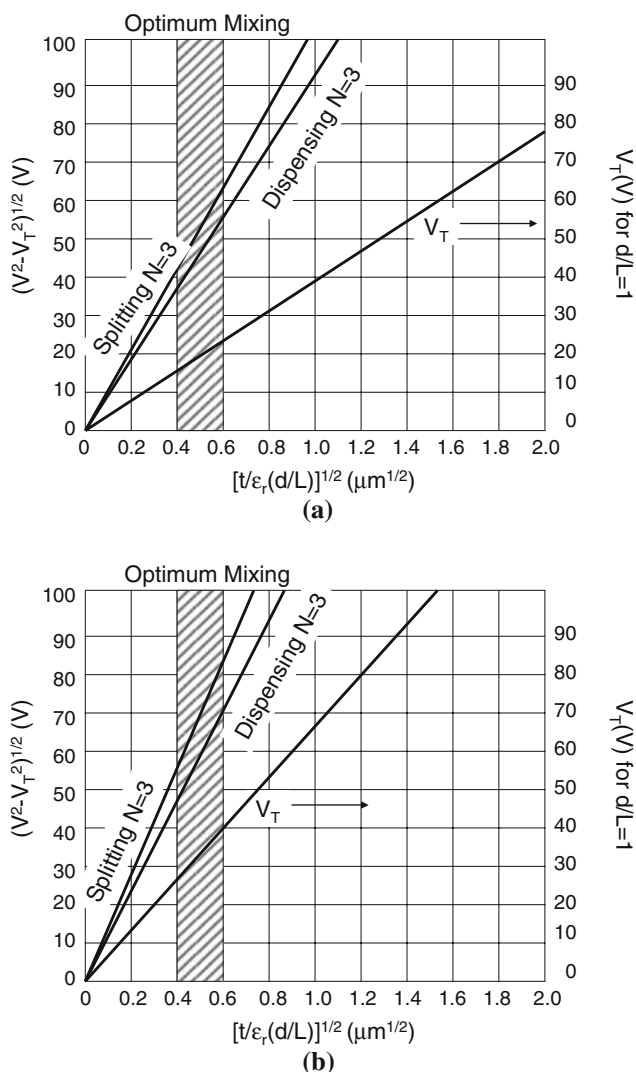 Optimum Mixing
100
90
80
70
60
50
40
30
20
10
0
(V²-V_T²)^1/2 (V)
Splitting N=3
Dispensing N=3
V_T
90
80
70
60
50
40
30
20
10
0
V_T(V) for d/L=1
0 0.2 0.4 0.6 0.8 1.0 1.2 1.4 1.6 1.8 2.0
[t/ε_r(d/L)]^1/2 (μm^1/2)
(a)
Optimum Mixing
100
90
80
70
60
50
40
30
20
10
0
(V²-V_T²)^1/2 (V)
Splitting N=3
Dispensing N=3
V_T
90
80
70
60
50
40
30
20
10
0
V_T(V) for d/L=1
0 0.2 0.4 0.6 0.8 1.0 1.2 1.4 1.6 1.8 2.0
[t/ε_r(d/L)]^1/2 (μm^1/2)
(b)